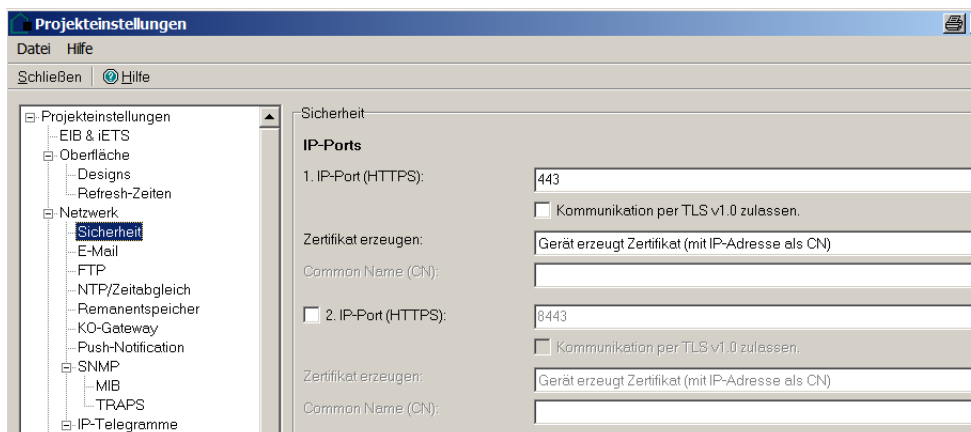 Projekteinstellungen
Datei Hilfe
Schließen Hilfe
Projekteinstellungen
EIB & iETS
Oberfläche
Designs
Refresh-Zeiten
Netzwerk
Sicherheit
E-Mail
FTP
NTP/Zeitabgleich
Remanentspeicher
KO-Gateway
Push-Notification
SNMP
MIB
TRAPS
IP-Telegramme
Sicherheit
IP-Ports
1. IP-Port (HTTPS): 443
Kommunikation per TLS v1.0 zulassen.
Zertifikat erzeugen: Gerät erzeugt Zertifikat (mit IP-Adresse als CN)
Common Name (CN):
2. IP-Port (HTTPS): 8443
Kommunikation per TLS v1.0 zulassen.
Zertifikat erzeugen: Gerät erzeugt Zertifikat (mit IP-Adresse als CN)
Common Name (CN):